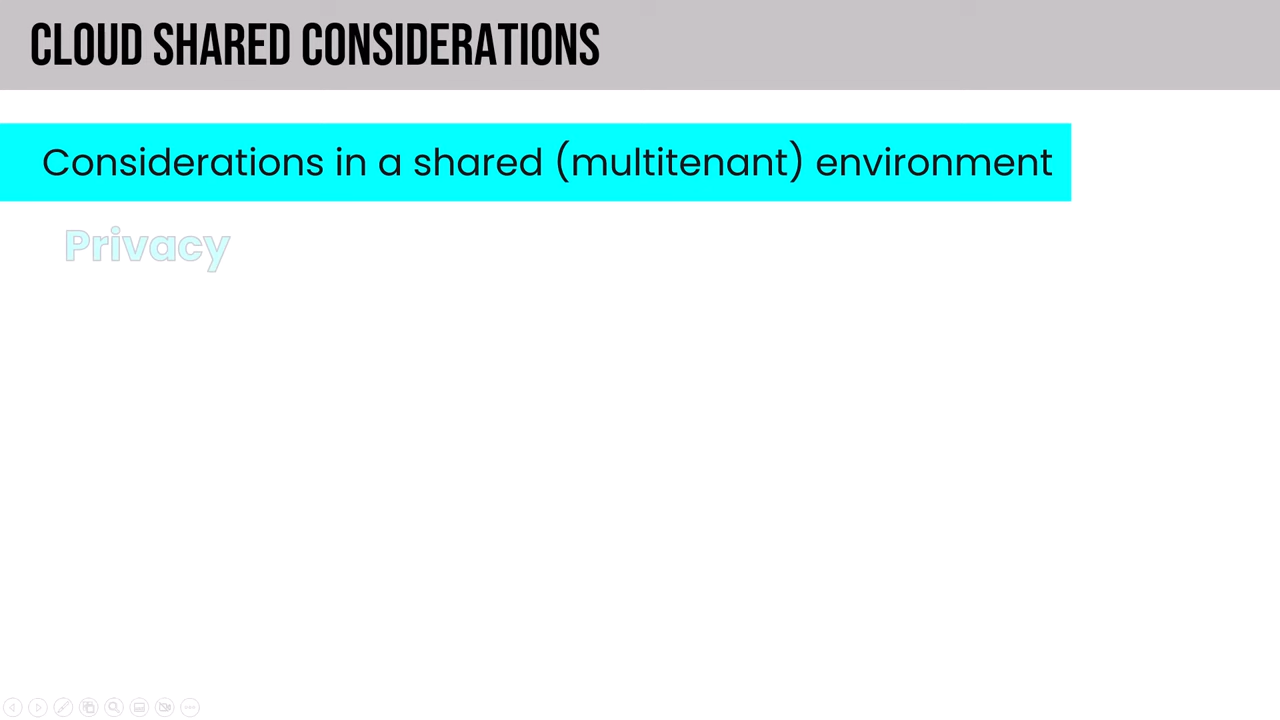 CLOUD SHARED CONSIDERATIONS
Considerations in a shared (multitenant) environment
Privacy